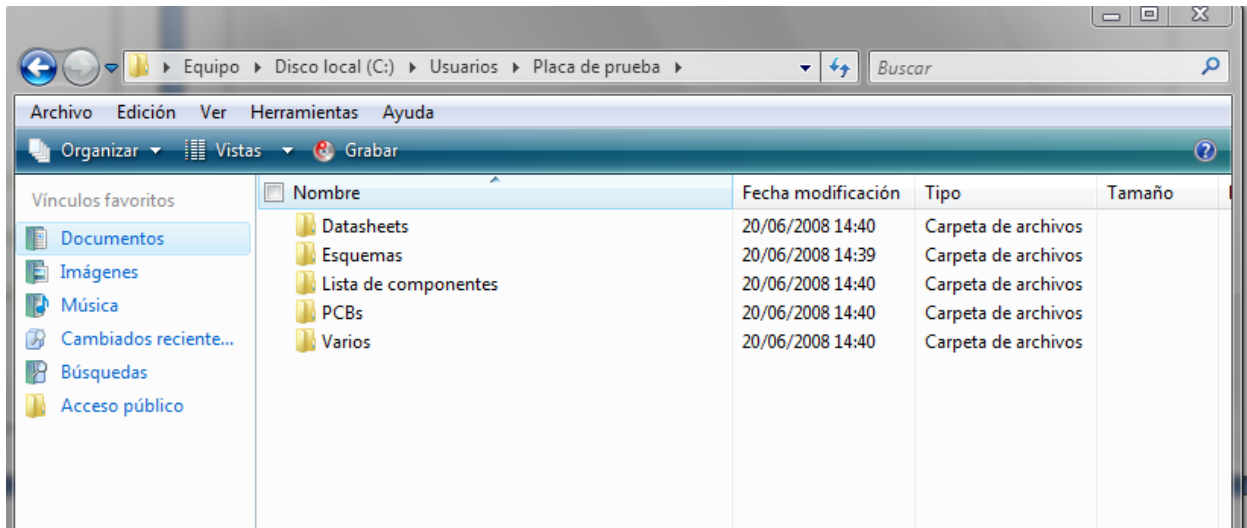 Equipo Disco local (C:) Usuarios Placa de prueba Buscar
Archivo Edición Ver Herramientas Ayuda
Organizar Vistas Grabar
Vínculos favoritos
Documentos
Imágenes
Música
Cambiados reciente...
Búsquedas
Acceso público
Nombre Fecha modificación Tipo Tamaño
Datasheets 20/06/2008 14:40 Carpeta de archivos
Esquemas 20/06/2008 14:39 Carpeta de archivos
Lista de componentes 20/06/2008 14:40 Carpeta de archivos
PCBs 20/06/2008 14:40 Carpeta de archivos
Varios 20/06/2008 14:40 Carpeta de archivos